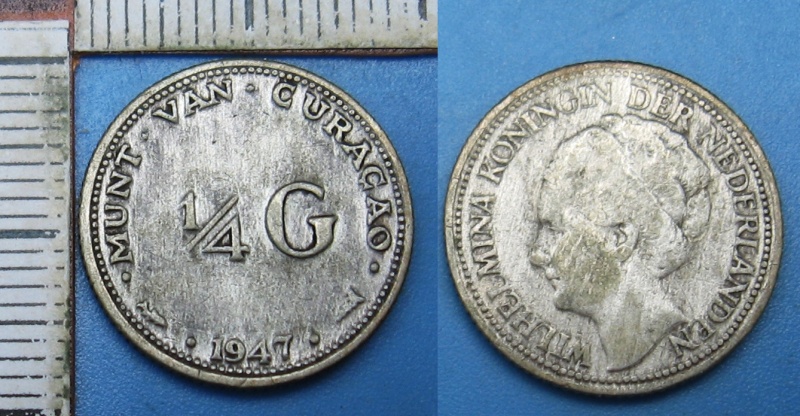 MUNT · VAN · CURAÇAO
1/4 G
· 1947 ·
WILHELMINA KONINGIN DER NEDERLANDEN